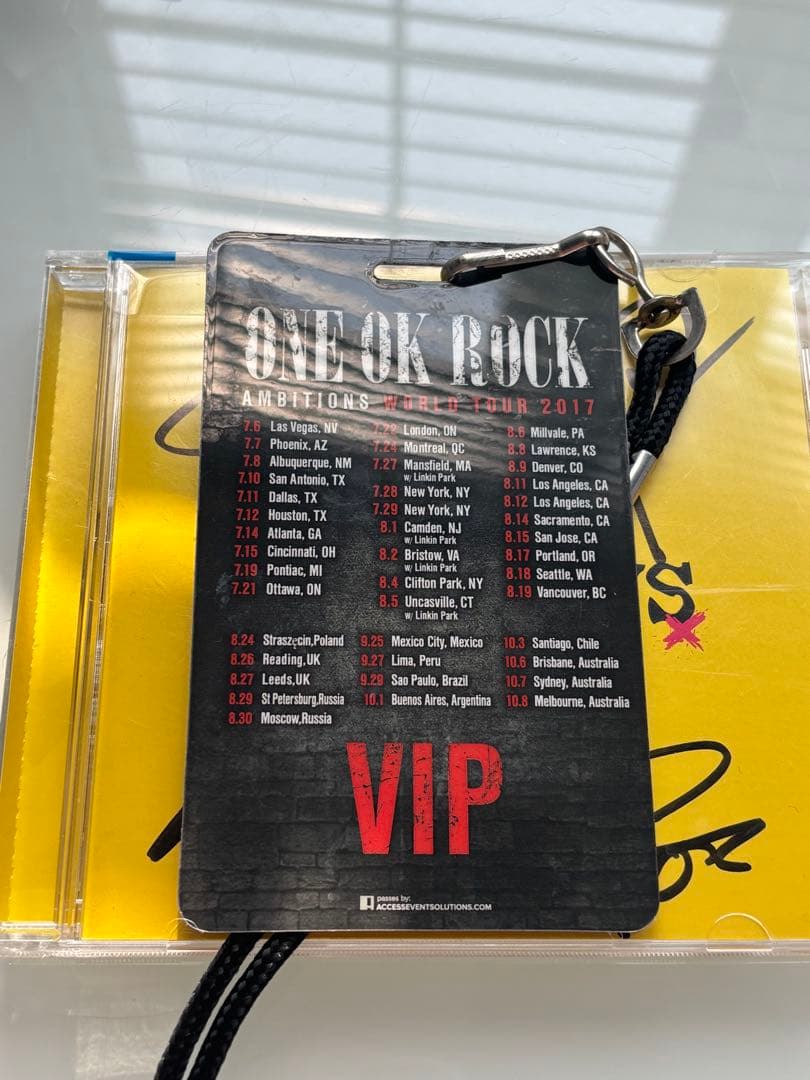 ONE OK ROCK
AMBITIONS WORLD TOUR 2017
7.6 Las Vegas, NV
7.7 Phoenix, AZ
7.8 Albuquerque, NM
7.10 San Antonio, TX
7.11 Dallas, TX
7.12 Houston, TX
7.14 Atlanta, GA
7.15 Cincinnati, OH
7.19 Pontiac, MI
7.21 Ottawa, ON
7.22 London, ON
7.24 Montreal, QC
7.27 Mansfield, MA
w/ Linkin Park
7.28 New York, NY
7.29 New York, NY
8.1 Camden, NJ
w/ Linkin Park
8.2 Bristow, VA
w/ Linkin Park
8.4 Clifton Park, NY
8.5 Uncasville, CT
w/ Linkin Park
8.6 Millvale, PA
8.8 Lawrence, KS
8.9 Denver, CO
8.11 Los Angeles, CA
8.12 Los Angeles, CA
8.14 Sacramento, CA
8.15 San Jose, CA
8.17 Portland, OR
8.18 Seattle, WA
8.19 Vancouver, BC
8.24 Straszęcin,Poland
8.26 Reading,UK
8.27 Leeds,UK
8.29 St Petersburg,Russia
8.30 Moscow,Russia
9.25 Mexico City, Mexico
9.27 Lima, Peru
9.29 Sao Paulo, Brazil
10.1 Buenos Aires, Argentina
10.3 Santiago, Chile
10.6 Brisbane, Australia
10.7 Sydney, Australia
10.8 Melbourne, Australia
VIP
passes by:
ACCESSEVENTSOLUTIONS.COM